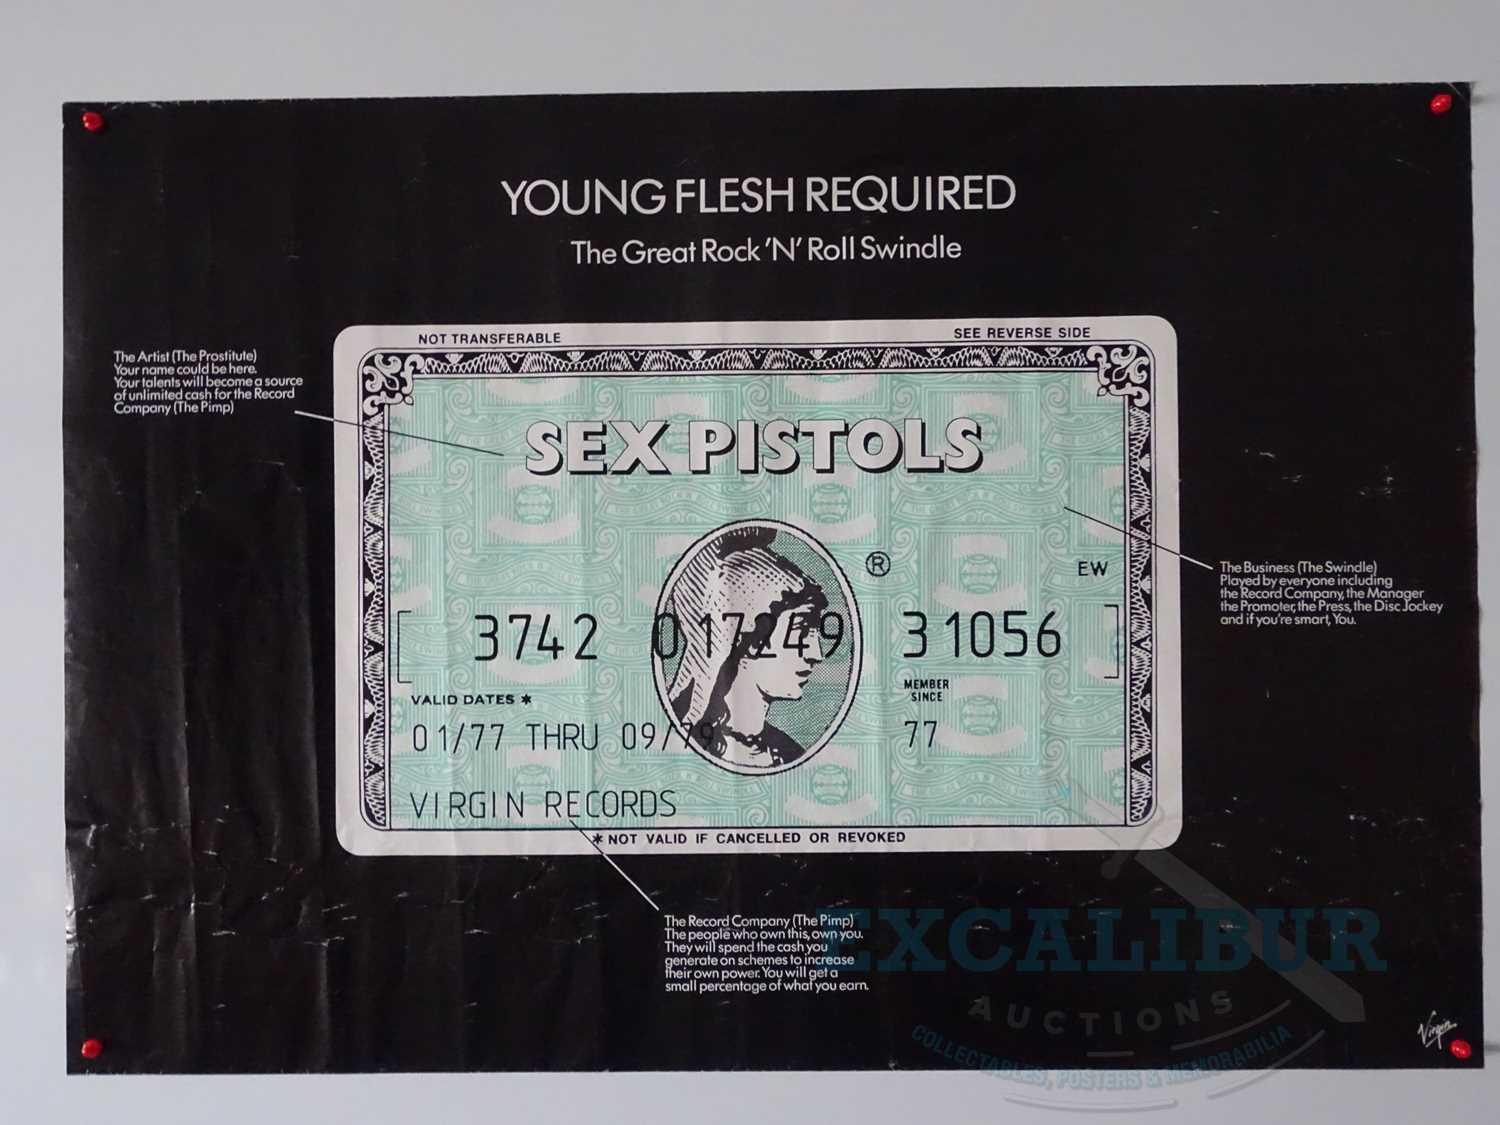 YOUNG FLESH REQUIRED
The Great Rock 'N' Roll Swindle
The Artist (The Prostitute)
Your name could be here.
Your talents will become a source
of unlimited cash for the Record
Company (The Pimp)
NOT TRANSFERABLE
SEE REVERSE SIDE
SEX PISTOLS
®
EW
3742 017249 31056
VALID DATES *
MEMBER
SINCE
01/77 THRU 09/79
77
VIRGIN RECORDS
*NOT VALID IF CANCELLED OR REVOKED
The Business (The Swindle)
Played by everyone including
the Record Company, the Manager
the Promoter, the Press, the Disc Jockey
and if you're smart, You.
The Record Company (The Pimp)
The people who own this, own you.
They will spend the cash you
generate on schemes to increase
their own power. You will get a
small percentage of what you earn.
EXCALIBUR
AUCTIONS
COLLECTABLES, POSTERS & MEMORABILIA
Virgin